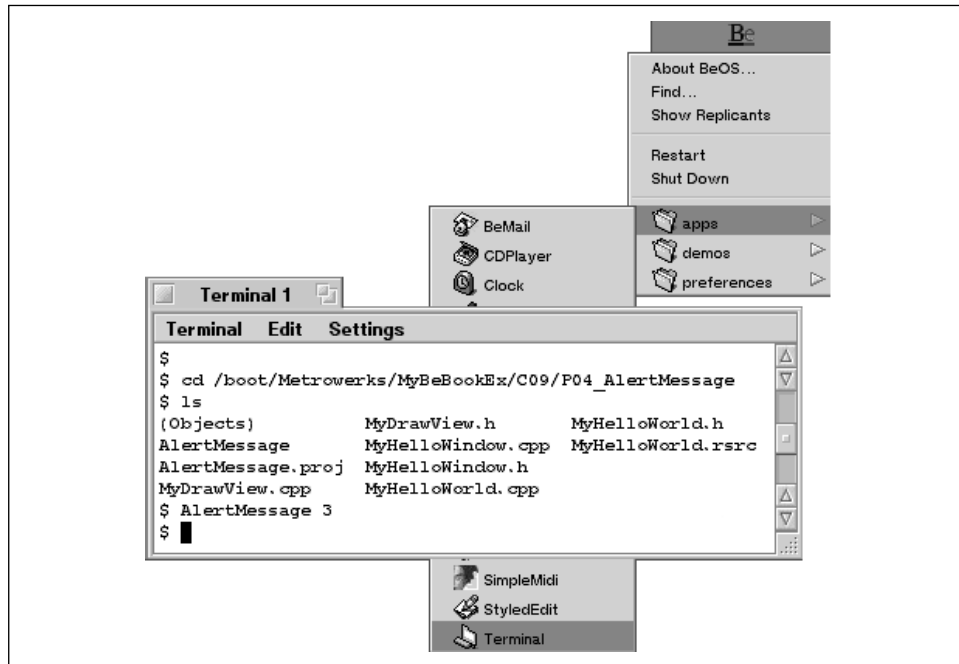 Be
About BeOS...
Find...
Show Replicants
Restart
Shut Down
apps
demos
preferences
BeMail
CDPlayer
Clock
Terminal 1
Terminal Edit Settings
$
$ cd /boot/Metrowerks/MyBeBookEx/C09/P04_AlertMessage
$ ls
(Objects) MyDrawView.h MyHelloWorld.h
AlertMessage MyHelloWindow.cpp MyHelloWorld.rsrc
AlertMessage.proj MyHelloWindow.h
MyDrawView.cpp MyHelloWorld.cpp
$ AlertMessage 3
$
SimpleMidi
StyledEdit
Terminal